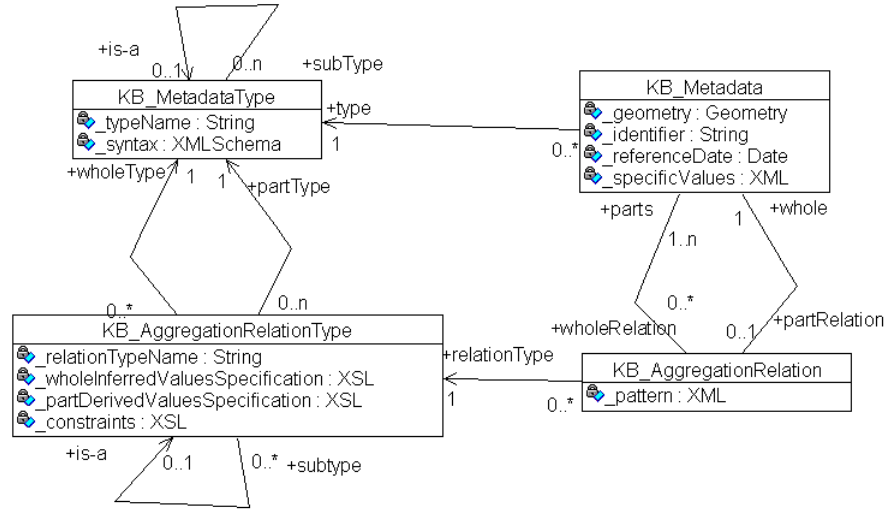 +is-a
0..1
0..n
+subType
KB_MetadataType
_typeName : String
_syntax : XMLSchema
+type
1
0..*
KB_Metadata
_geometry : Geometry
_identifier : String
_referenceDate : Date
_specificValues : XML
+wholeType
1
1
+partType
+parts
1..n
1
+whole
0..*
0..n
0..*
0..1
+wholeRelation
+partRelation
KB_AggregationRelationType
_relationTypeName : String
_wholeInferredValuesSpecification : XSL
_partDerivedValuesSpecification : XSL
_constraints : XSL
+relationType
1
0..*
KB_AggregationRelation
_pattern : XML
+is-a
0..1
0..*
+subtype